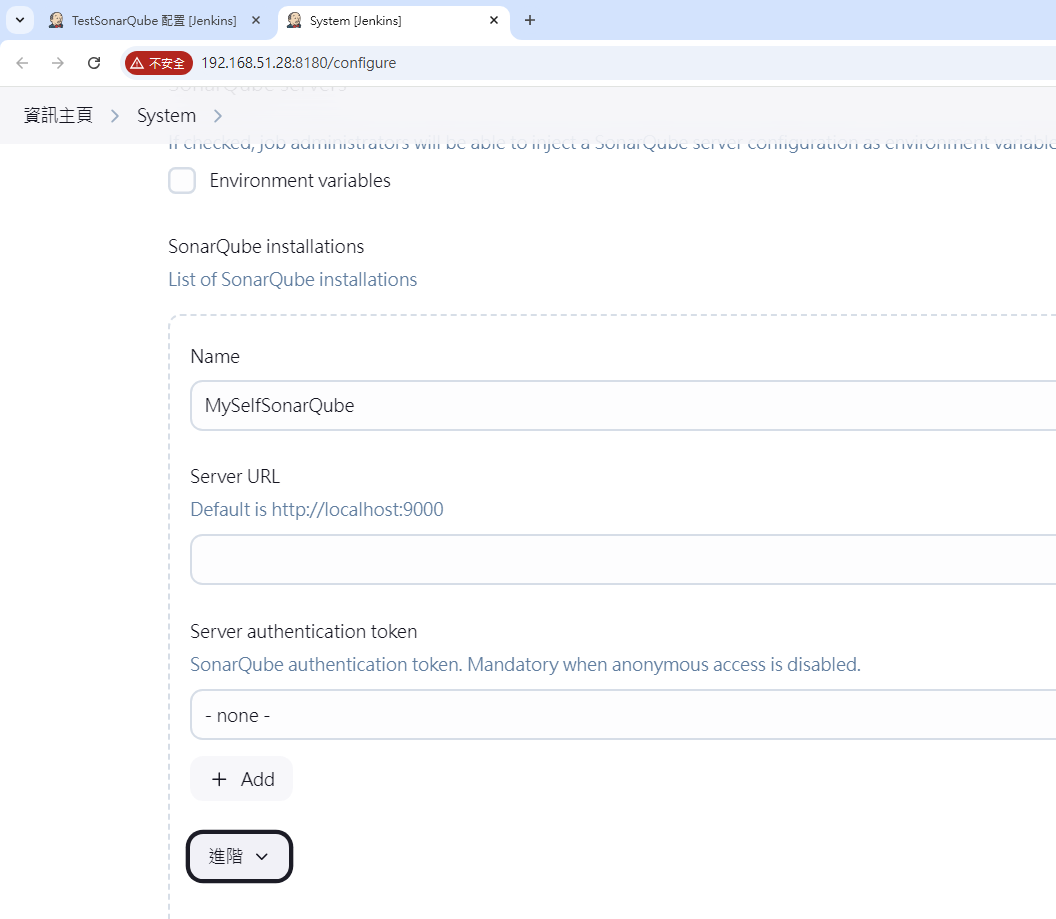 TestSonarQube 配置 [Jenkins]
System [Jenkins]
不安全
192.168.51.28:8180/configure
SonarQube servers
資訊主頁
System
If checked, job administrators will be able to inject a SonarQube server configuration as environment
Environment variables
SonarQube installations
List of SonarQube installations
Name
MySelfSonarQube
Server URL
Default is http://localhost:9000
Server authentication token
SonarQube authentication token. Mandatory when anonymous access is disabled.
- none -
Add
進階